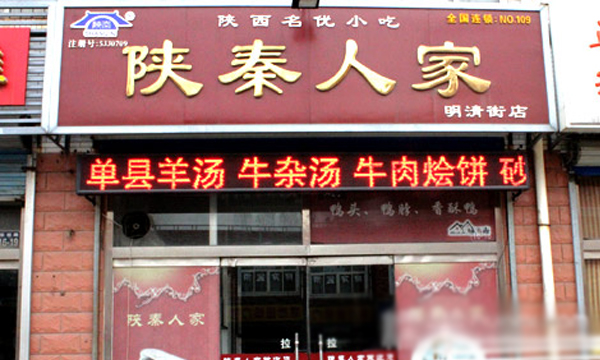 陕西名优小吃
全国连锁:NO.109
陕秦
注册号:5330709
陕秦人家
明清街店
单县羊汤 牛杂汤 牛肉烩饼 砂
鸭头、鸭脖、香酥鸭
陕秦人家
拉
拉